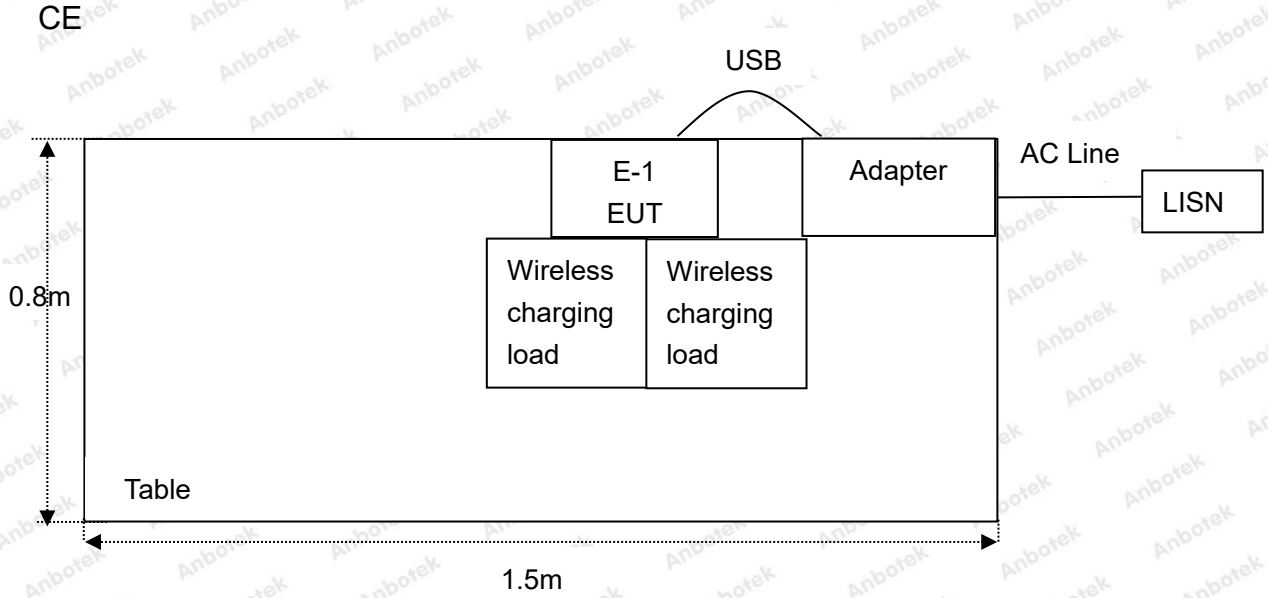 CE
USB
E-1
EUT
Adapter
AC Line
LISN
Wireless
charging
load
Wireless
charging
load
0.8m
Table
1.5m
Anbotek